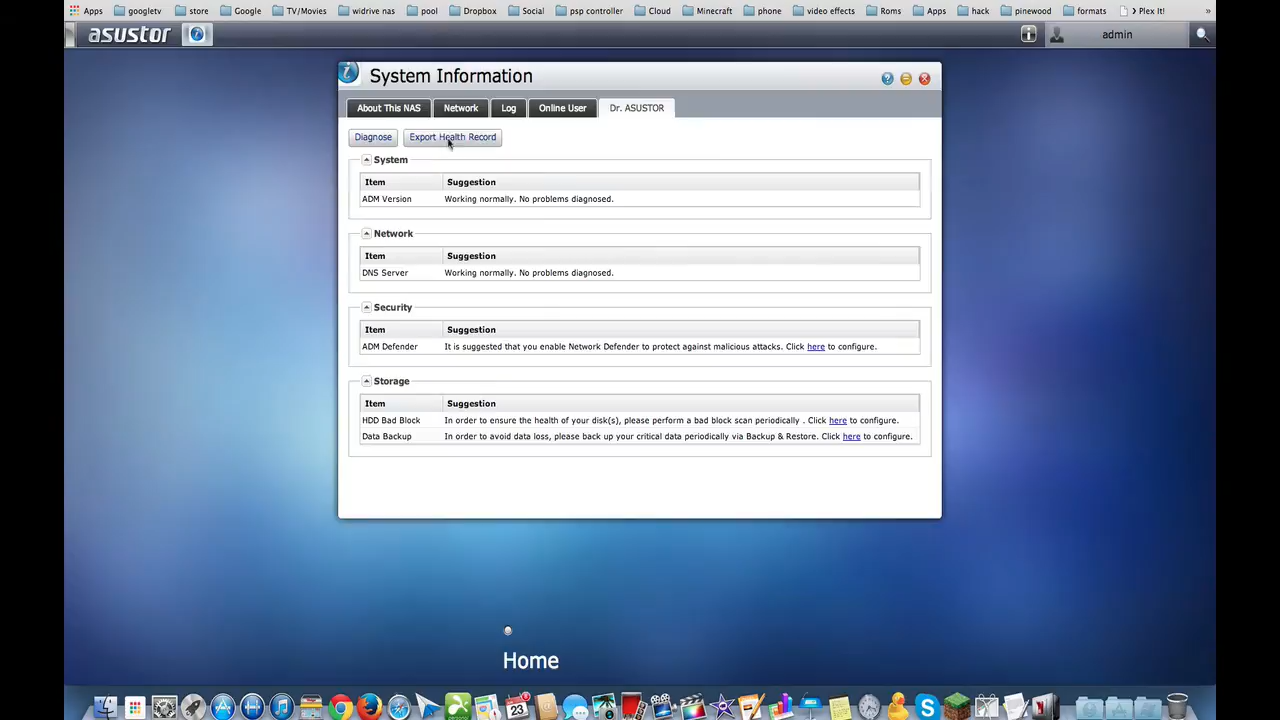 Apps googletv store Google TV/Movies widrive nas pool Dropbox Social psp controller Cloud Minecraft phone video effects Roms Apps hack pinewood formats > Plex It! »
asustor admin
System Information
About This NAS Network Log Online User Dr. ASUSTOR
Diagnose Export Health Record
System
Item Suggestion
ADM Version Working normally. No problems diagnosed.
Network
Item Suggestion
DNS Server Working normally. No problems diagnosed.
Security
Item Suggestion
ADM Defender It is suggested that you enable Network Defender to protect against malicious attacks. Click here to configure.
Storage
Item Suggestion
HDD Bad Block In order to ensure the health of your disk(s), please perform a bad block scan periodically . Click here to configure.
Data Backup In order to avoid data loss, please back up your critical data periodically via Backup & Restore. Click here to configure.
Home
23